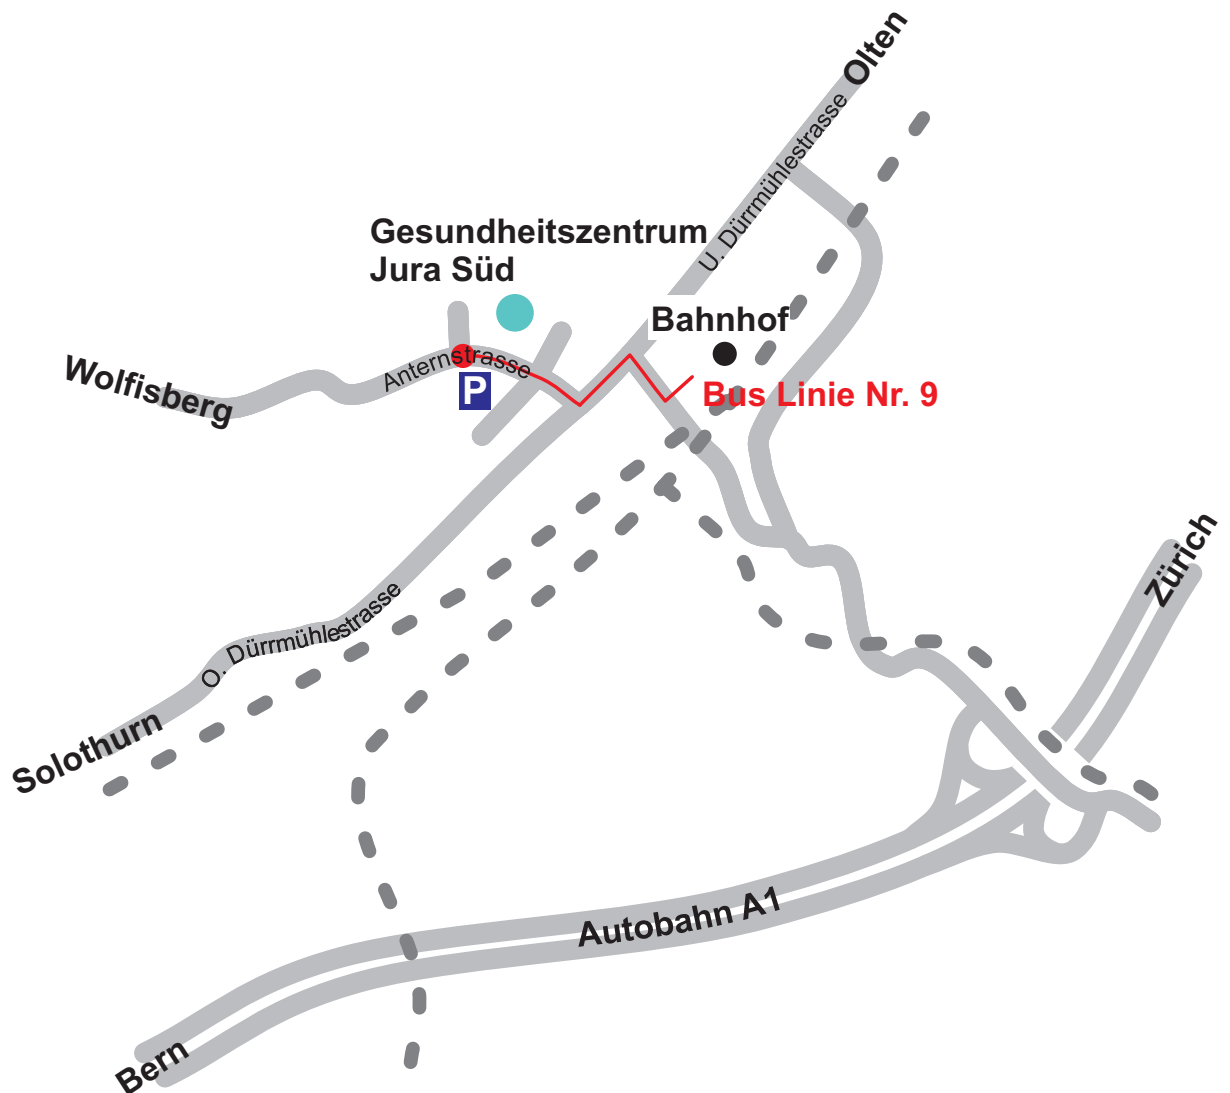 Olten
U. Dürrmühlestrasse
Gesundheitszentrum
Jura Süd
Bahnhof
Wolfisberg
Anternstrasse
P
Bus Linie Nr. 9
Zürich
O. Dürrmühlestrasse
Solothurn
Autobahn A1
Bern